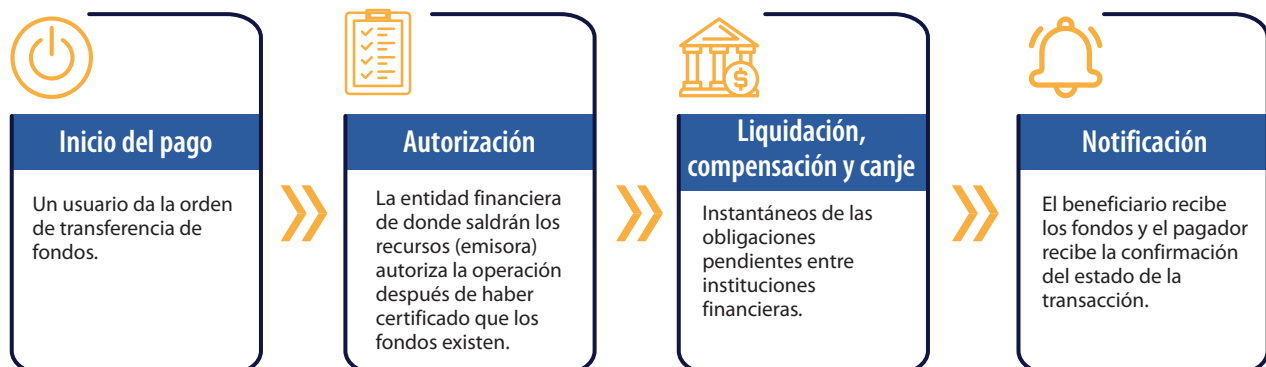 Inicio del pago
Un usuario da la orden
de transferencia de
fondos.
Autorización
La entidad financiera
de donde saldrán los
recursos (emisora)
autoriza la operación
después de haber
certificado que los
fondos existen.
Liquidación,
compensación y canje
Instantáneos de las
obligaciones
pendientes entre
instituciones
financieras.
Notificación
El beneficiario recibe
los fondos y el pagador
recibe la confirmación
del estado de la
transacción.